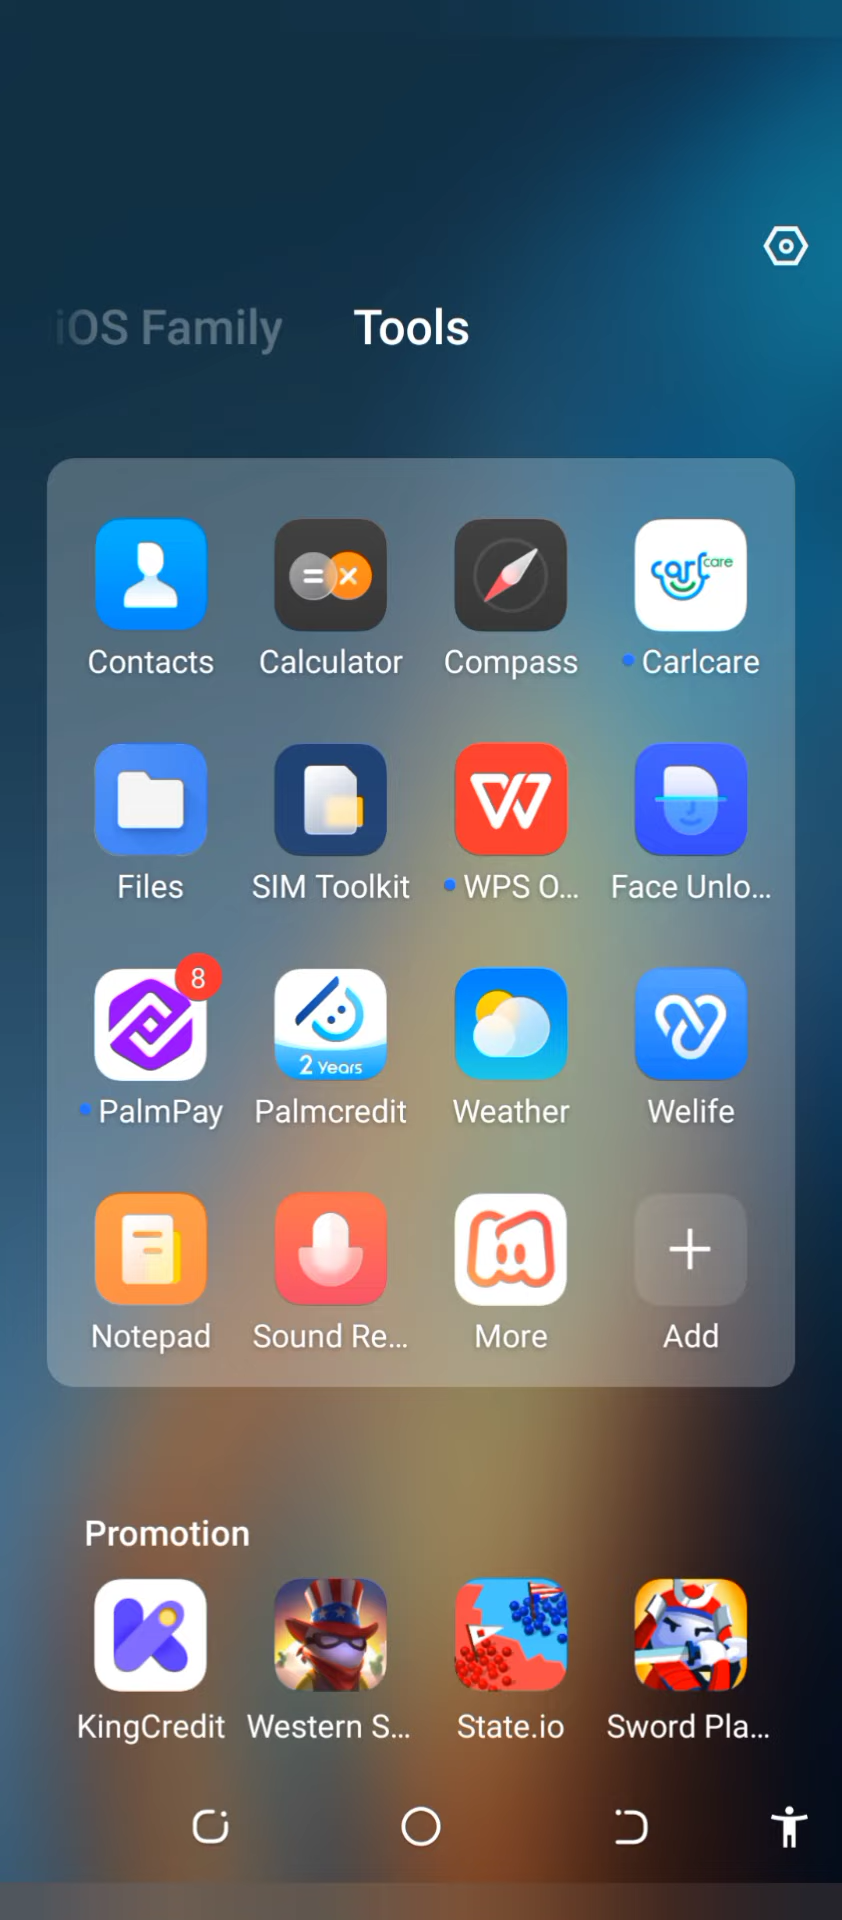 iOS Family Tools
Contacts Calculator Compass Carlcare
Files SIM Toolkit WPS O... Face Unlo...
8
2 Years
PalmPay Palmcredit Weather Welife
Notepad Sound Re... More Add
Promotion
KingCredit Western S... State.io Sword Pla...